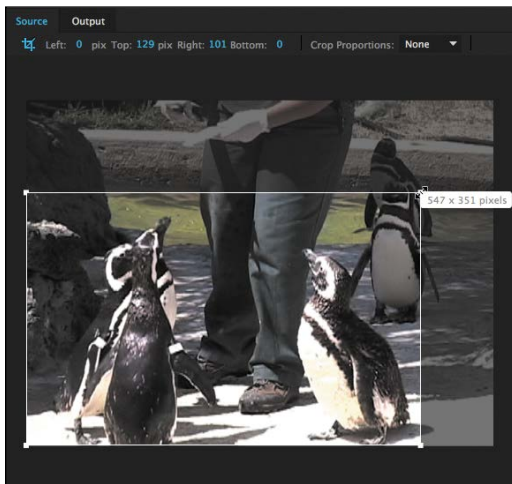 Source Output
Left: 0 pix Top: 129 pix Right: 101 Bottom: 0 Crop Proportions: None
547 x 351 pixels